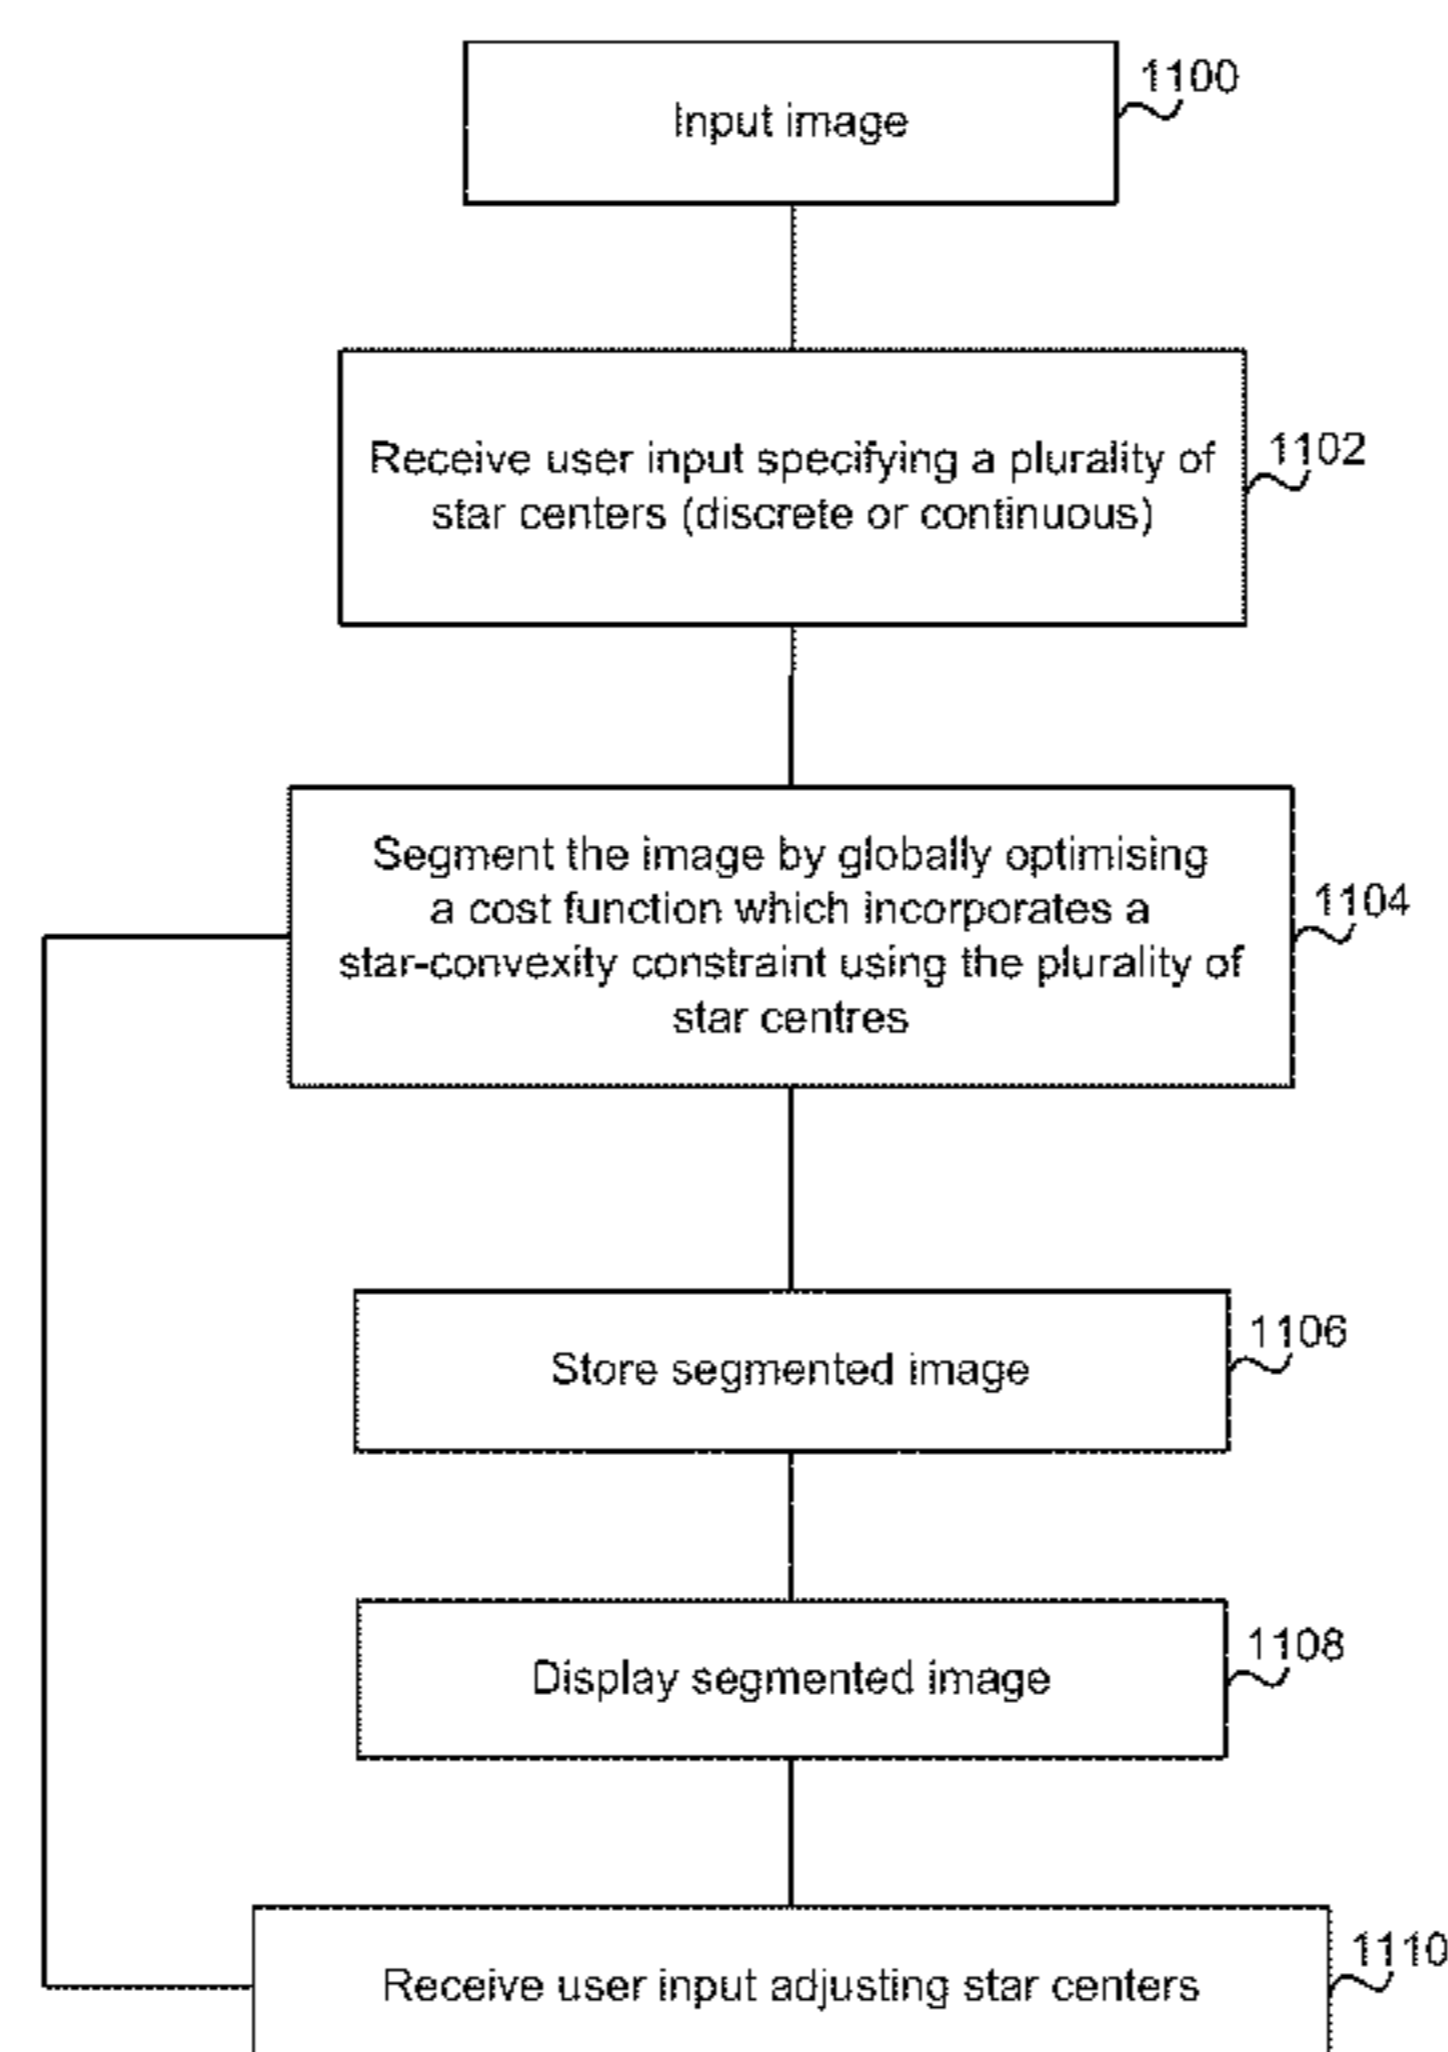 1100
Input image
1102
Receive user input specifying a plurality of
star centers (discrete or continuous)
1104
Segment the image by globally optimising
a cost function which incorporates a
star-convexity constraint using the plurality of
star centres
1106
Store segmented image
1108
Display segmented image
1110
Receive user input adjusting star centers